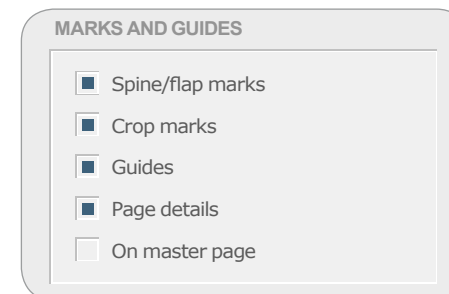 MARKS AND GUIDES
Spine/flap marks
Crop marks
Guides
Page details
On master page